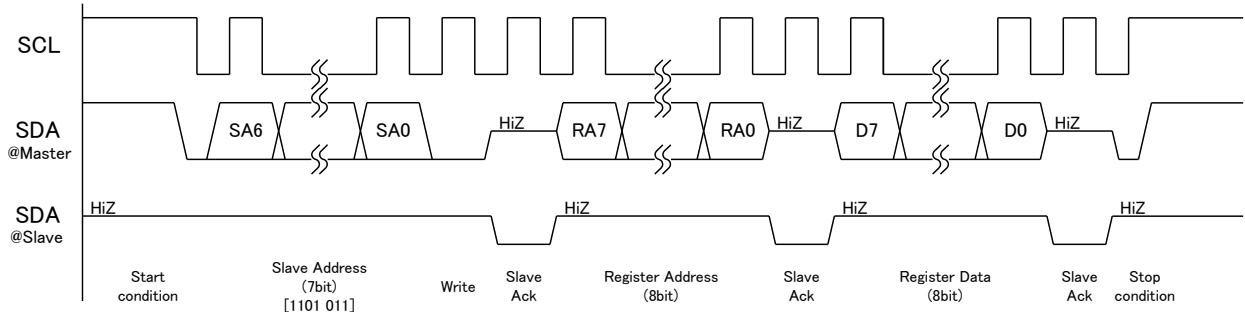 SCL
SDA
@Master
SA6
SA0
HiZ
RA7
RA0
HiZ
D7
D0
HiZ
SDA
@Slave
HiZ
HiZ
HiZ
HiZ
Start
condition
Slave Address
(7bit)
[1101 011]
Write
Slave
Ack
Register Address
(8bit)
Slave
Ack
Register Data
(8bit)
Slave
Ack
Stop
condition